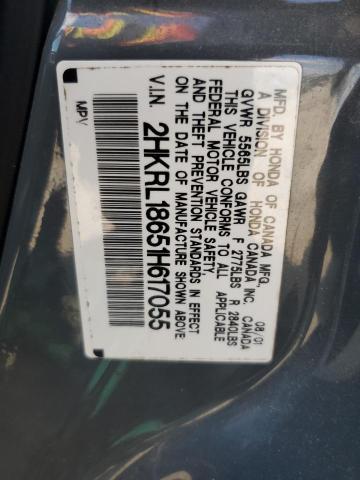 MFD. BY HONDA OF CANADA MFG.,
A DIVISION OF HONDA CANADA INC., CANADA 08/01
GVWR 5565LBS GAWR F 2775LBS R 2840LBS
THIS VEHICLE CONFORMS TO ALL APPLICABLE
FEDERAL MOTOR VEHICLE SAFETY,
AND THEFT PREVENTION STANDARDS IN EFFECT
ON THE DATE OF MANUFACTURE SHOWN ABOVE
V.I.N. 2HKRL18651H617055
MPV